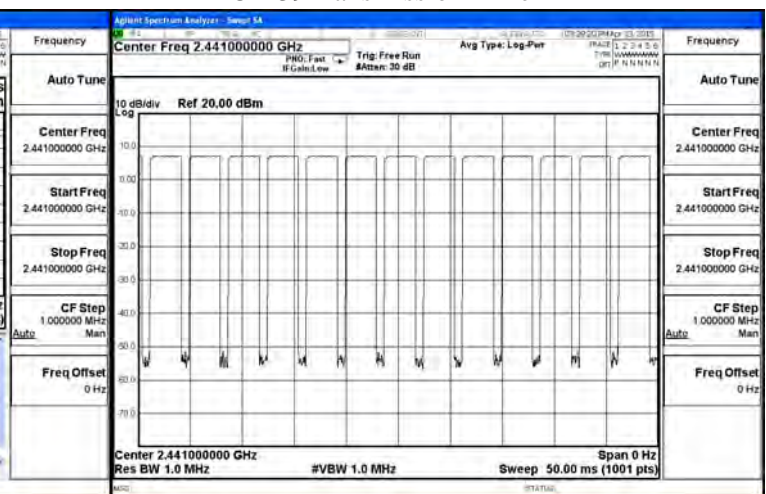 Agilent Spectrum Analyzer - Swept SA
Frequency
Auto Tune
Center Freq
2.441000000 GHz
Start Freq
2.441000000 GHz
Stop Freq
2.441000000 GHz
CF Step
1.000000 MHz
Auto Man
Freq Offset
0 Hz
Center Freq 2.441000000 GHz
PNO: Fast
IFGain:Low
Trig: Free Run
#Atten: 30 dB
Avg Type: Log-Pwr
TRACE 1 2 3 4 5 6
TYPE
DET P N N N N N
10 dB/div Ref 20.00 dBm
Log
10.0
0.00
-10.0
-20.0
-30.0
-40.0
-50.0
-60.0
-70.0
Center 2.441000000 GHz
Span 0 Hz
Res BW 1.0 MHz
#VBW 1.0 MHz
Sweep 50.00 ms (1001 pts)
MSG
STATUS
Frequency
Auto Tune
Center Freq
2.441000000 GHz
Start Freq
2.441000000 GHz
Stop Freq
2.441000000 GHz
CF Step
1.000000 MHz
Auto Man
Freq Offset
0 Hz